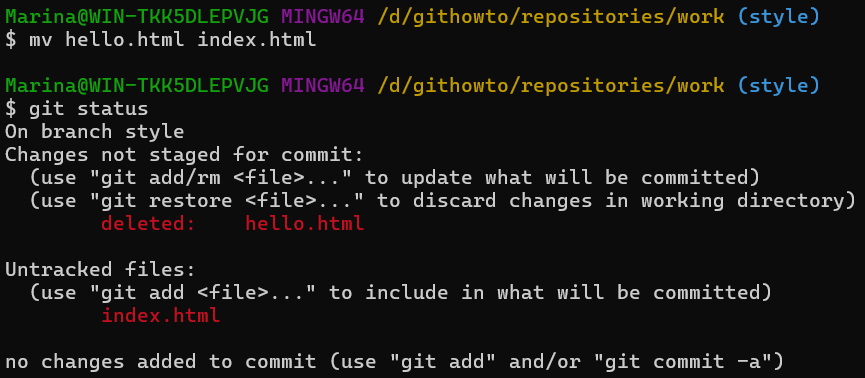 Marina@WIN-TKK5DLEPVJG MINGW64 /d/githowto/repositories/work (style)
$ mv hello.html index.html

Marina@WIN-TKK5DLEPVJG MINGW64 /d/githowto/repositories/work (style)
$ git status
On branch style
Changes not staged for commit:
  (use "git add/rm <file>..." to update what will be committed)
  (use "git restore <file>..." to discard changes in working directory)
        deleted:    hello.html

Untracked files:
  (use "git add <file>..." to include in what will be committed)
        index.html

no changes added to commit (use "git add" and/or "git commit -a")